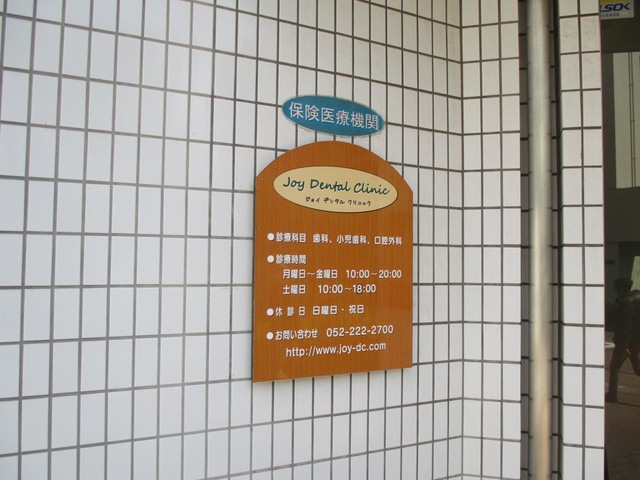 保険医療機関
Joy Dental Clinic
ジョイ デンタル クリニック
●診療科目 歯科、小児歯科、口腔外科
●診療時間
月曜日～金曜日 10:00～20:00
土曜日 10:00～18:00
●休診日 日曜日・祝日
●お問い合わせ 052-222-2700
http://www.joy-dc.com